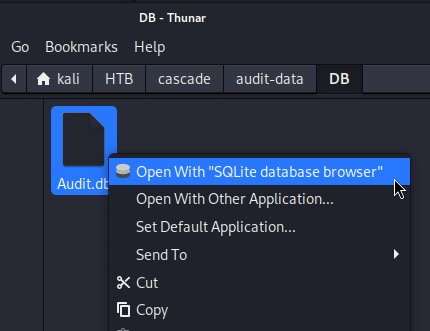 DB - Thunar
Go Bookmarks Help
kali HTB cascade audit-data DB
Audit.db
Open With "SQLite database browser"
Open With Other Application...
Set Default Application...
Send To
Cut
Copy